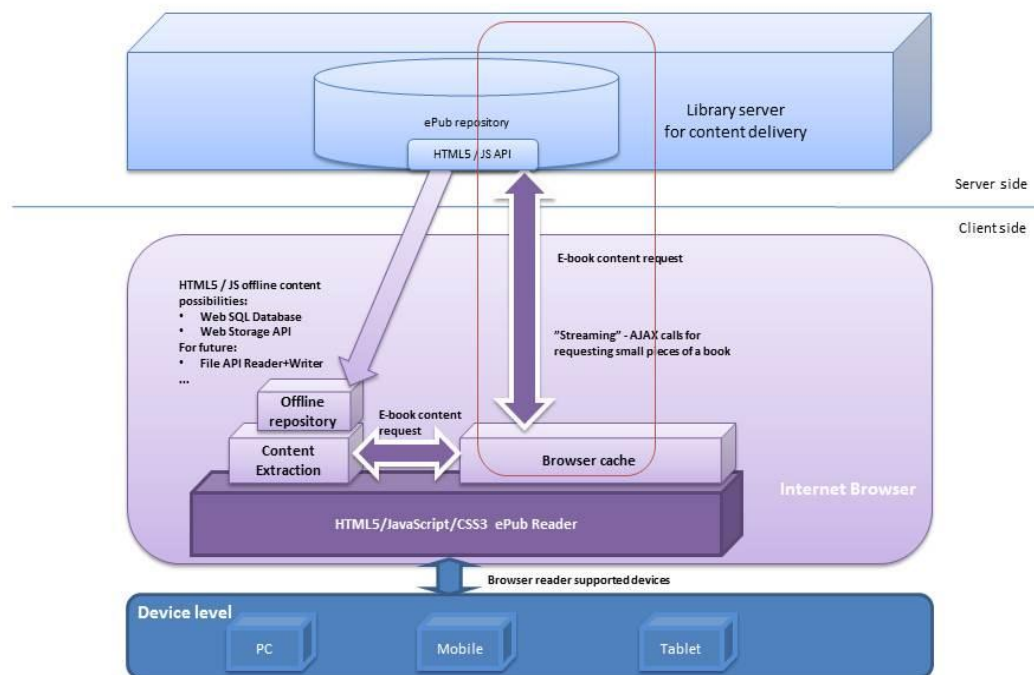 ePub repository
HTML5 / JS API
Library server
for content delivery
Server side
Client side
E-book content request
HTML5 / JS offline content
possibilities:
• Web SQL Database
• Web Storage API
For future:
• File API Reader+Writer
...
"Streaming" - AJAX calls for
requesting small pieces of a book
Offline
repository
E-book content
request
Content
Extraction
Browser cache
Internet Browser
HTML5/JavaScript/CSS3 ePub Reader
Browser reader supported devices
Device level
PC
Mobile
Tablet